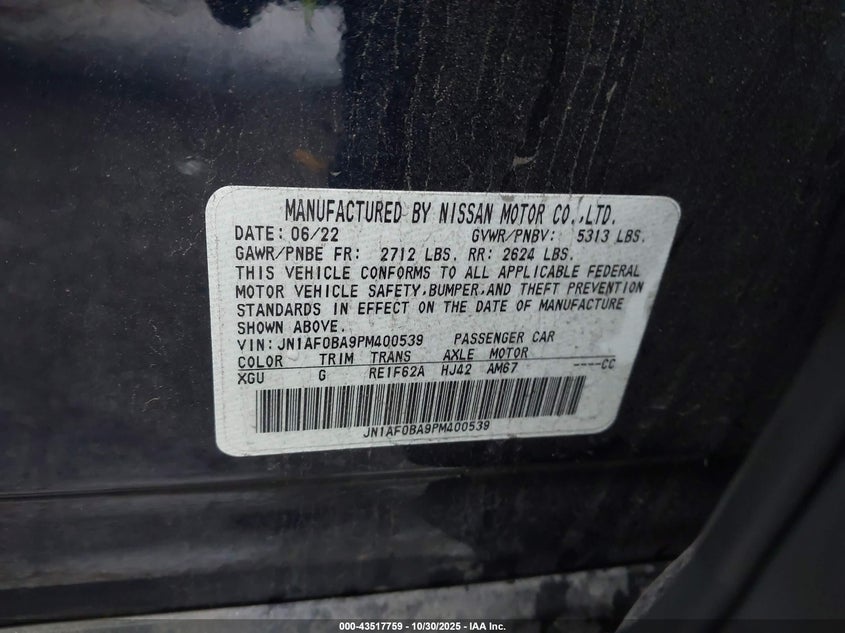 MANUFACTURED BY NISSAN MOTOR CO.,LTD.
DATE: 06/22 GVWR/PNBV: 5313 LBS.
GAWR/PNBE FR: 2712 LBS. RR: 2624 LBS.
THIS VEHICLE CONFORMS TO ALL APPLICABLE FEDERAL
MOTOR VEHICLE SAFETY,BUMPER,AND THEFT PREVENTION
STANDARDS IN EFFECT ON THE DATE OF MANUFACTURE
SHOWN ABOVE.
VIN: JN1AF0BA9PM400539 PASSENGER CAR
COLOR TRIM TRANS AXLE MOTOR
XGU G RE1F62A HJ42 AM67 ----CC
JN1AF0BA9PM400539
000-43517759 - 10/30/2025 - IAA Inc.